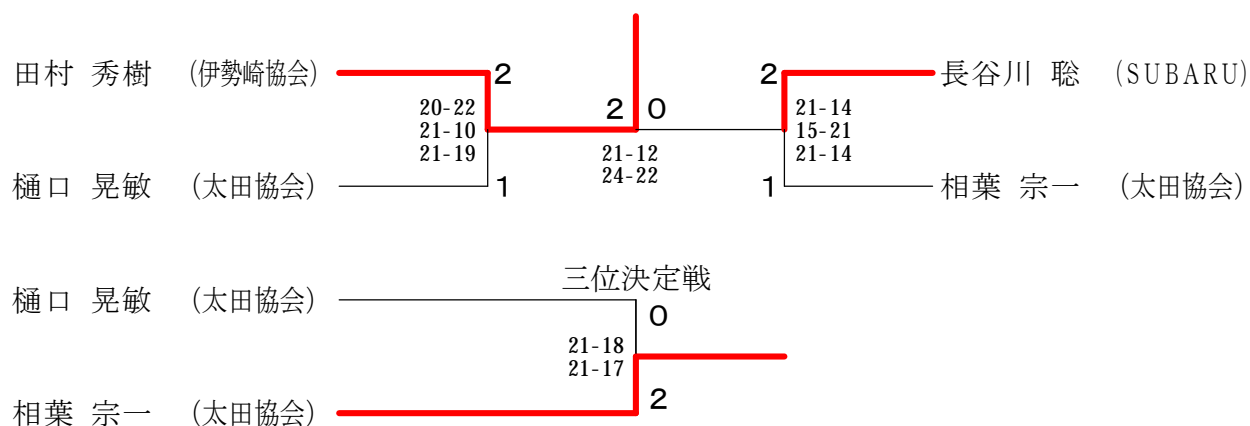 田村 秀樹 (伊勢崎協会) 2 2 長谷川 聡 (SUBARU)
20-22 2 0 21-14
21-10 15-21
21-19 21-12 21-14
24-22
樋口 晃敏 (太田協会) 1 1 相葉 宗一 (太田協会)
三位決定戦
樋口 晃敏 (太田協会) 0
21-18
21-17
相葉 宗一 (太田協会) 2